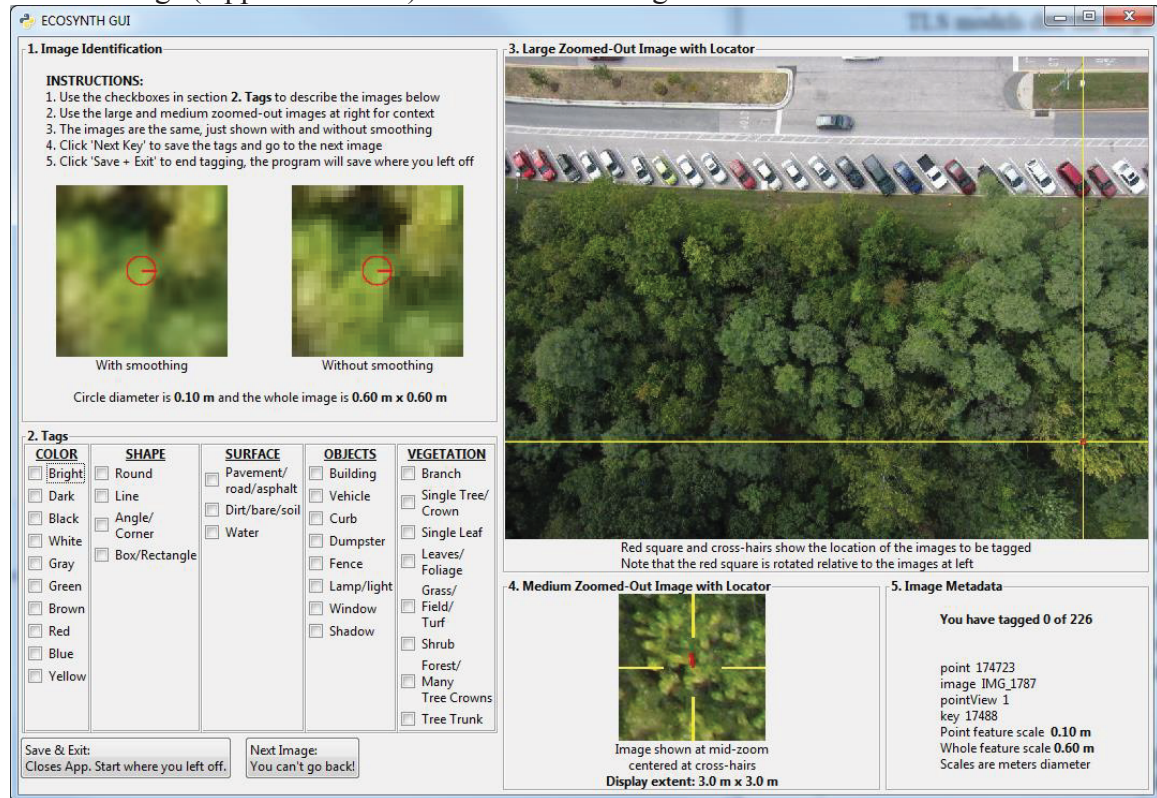 ECOSYNTH GUI
1. Image Identification
INSTRUCTIONS:
1. Use the checkboxes in section 2. Tags to describe the images below
2. Use the large and medium zoomed-out images at right for context
3. The images are the same, just shown with and without smoothing
4. Click 'Next Key' to save the tags and go to the next image
5. Click 'Save + Exit' to end tagging, the program will save where you left off
With smoothing
Without smoothing
Circle diameter is 0.10 m and the whole image is 0.60 m x 0.60 m
2. Tags
COLOR
Bright
Dark
Black
White
Gray
Green
Brown
Red
Blue
Yellow
SHAPE
Round
Line
Angle/
Corner
Box/Rectangle
SURFACE
Pavement/
road/asphalt
Dirt/bare/soil
Water
OBJECTS
Building
Vehicle
Curb
Dumpster
Fence
Lamp/light
Window
Shadow
VEGETATION
Branch
Single Tree/
Crown
Single Leaf
Leaves/
Foliage
Grass/
Field/
Turf
Shrub
Forest/
Many
Tree Crowns
Tree Trunk
Save & Exit:
Closes App. Start where you left off.
Next Image:
You can't go back!
3. Large Zoomed-Out Image with Locator
Red square and cross-hairs show the location of the images to be tagged
Note that the red square is rotated relative to the images at left
4. Medium Zoomed-Out Image with Locator
Image shown at mid-zoom
centered at cross-hairs
Display extent: 3.0 m x 3.0 m
5. Image Metadata
You have tagged 0 of 226
point 174723
image IMG_1787
pointView 1
key 17488
Point feature scale 0.10 m
Whole feature scale 0.60 m
Scales are meters diameter